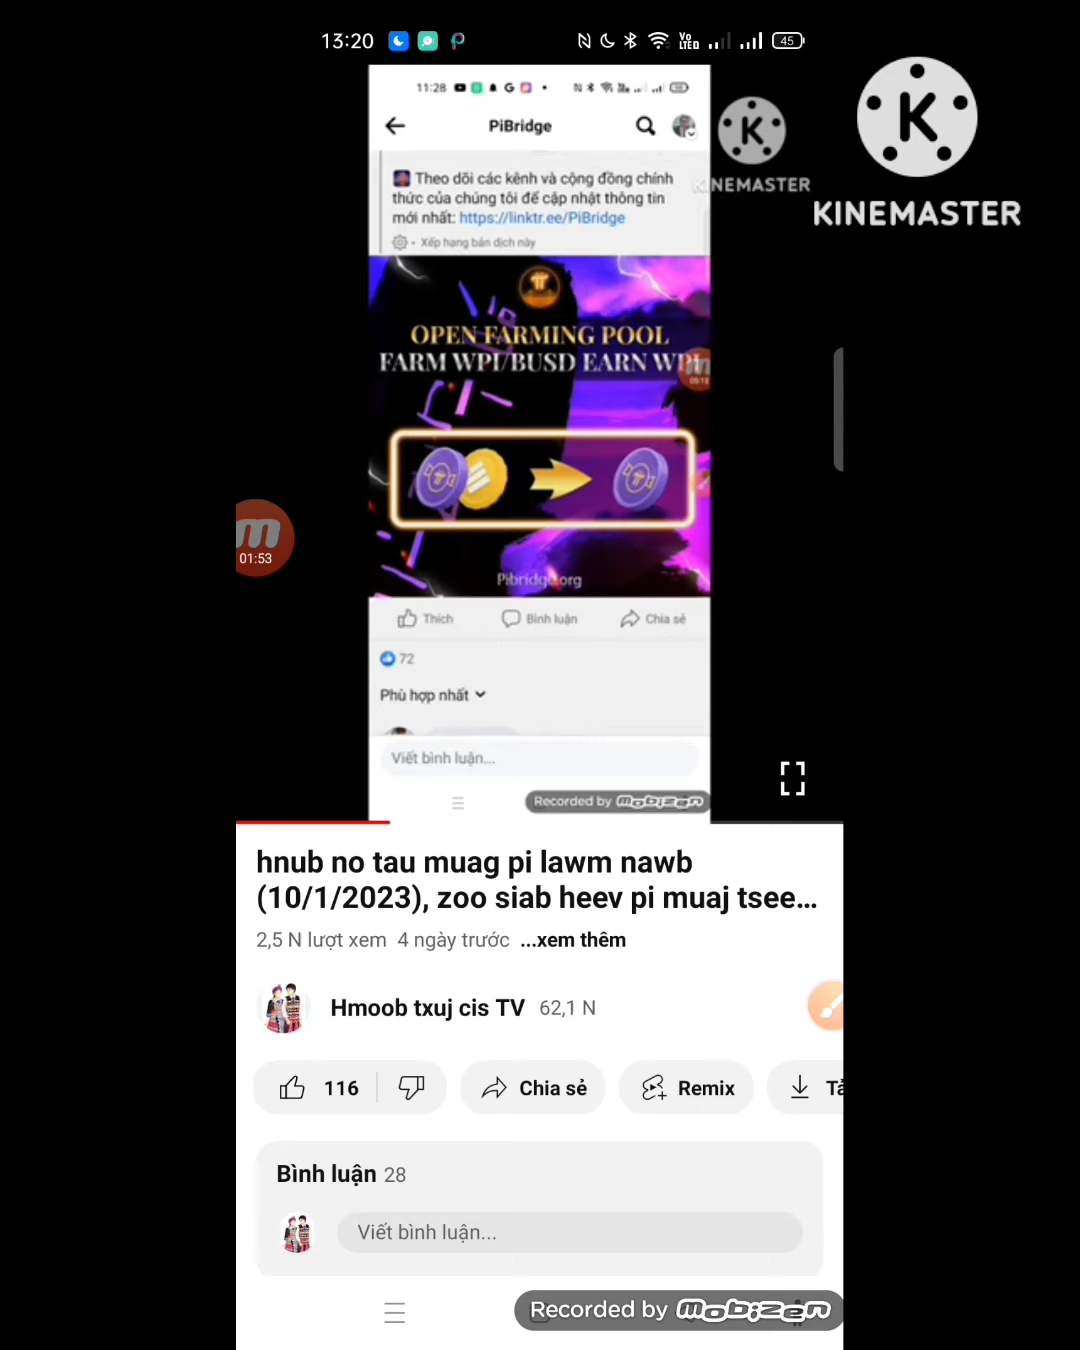 13:20
VoLTED
45
11:28
PiBridge
KINEMASTER
KINEMASTER
Theo dõi các kênh và cộng đồng chính
thức của chúng tôi để cập nhật thông tin
mới nhất: https://linktr.ee/PiBridge
Xếp hạng bản dịch này
OPEN FARMING POOL
FARM WPI/BUSD EARN WPI
05:18
01:53
Pibridge.org
Thích
Bình luận
Chia sẻ
72
Phù hợp nhất
Viết bình luận...
Recorded by mobizen
hnub no tau muag pi lawm nawb
(10/1/2023), zoo siab heev pi muaj tsee...
2,5 N lượt xem 4 ngày trước ...xem thêm
Hmoob txuj cis TV 62,1 N
116
Chia sẻ
Remix
Tả
Bình luận 28
Viết bình luận...
Recorded by mobizen